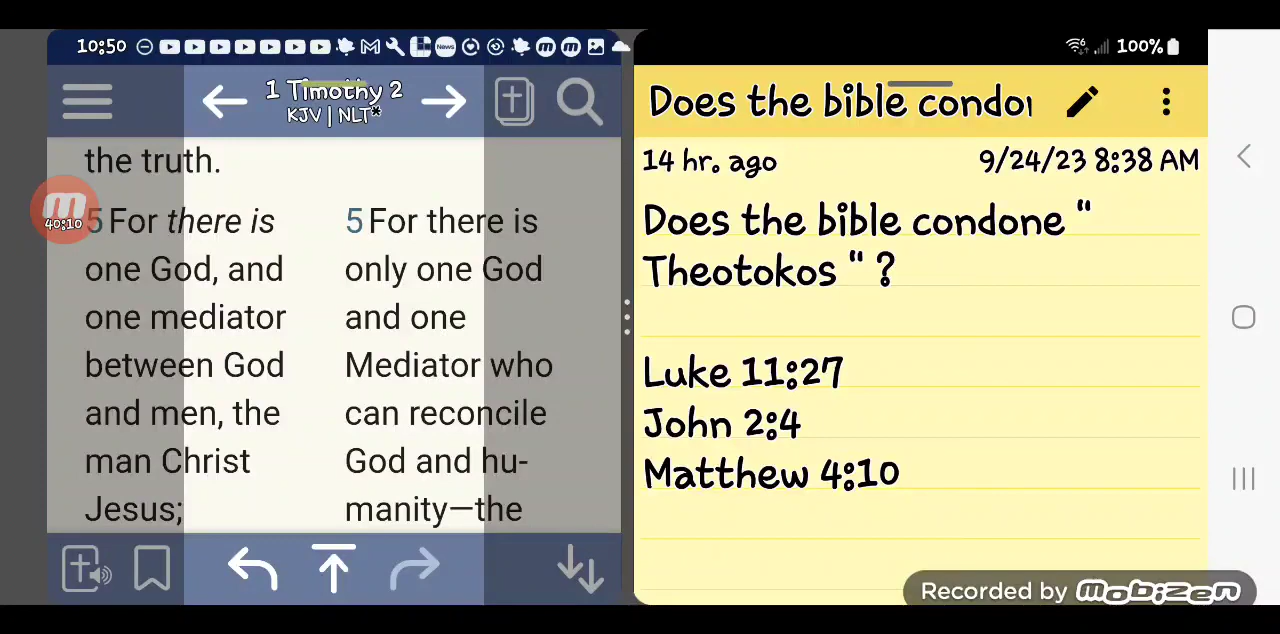 10:50
News
100%
1 Timothy 2
KJV | NLT*
the truth.
5 For there is
one God, and
one mediator
between God
and men, the
man Christ
Jesus;
5 For there is
only one God
and one
Mediator who
can reconcile
God and hu-
manity—the
40:10
Does the bible condo
14 hr. ago
9/24/23 8:38 AM
Does the bible condone "
Theotokos " ?
Luke 11:27
John 2:4
Matthew 4:10
Recorded by mobizen